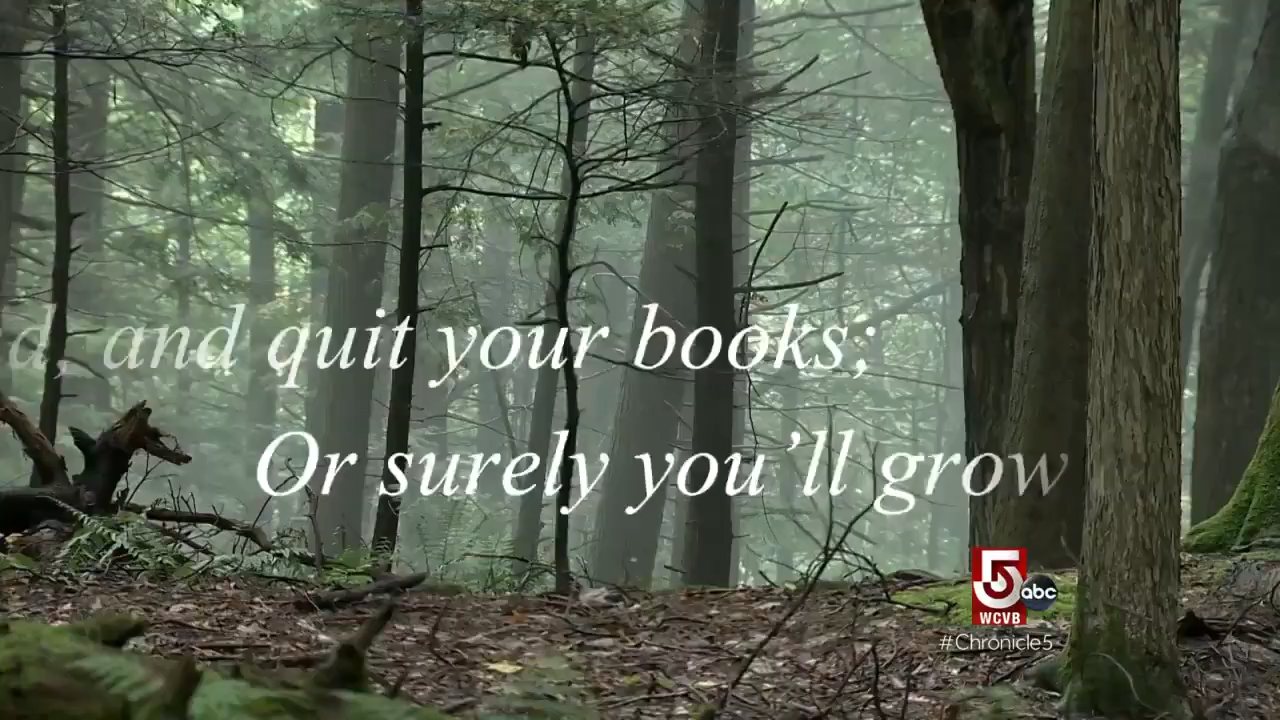 d, and quit your books;
Or surely you'll grow
5
abc
WCVB
#Chronicle5